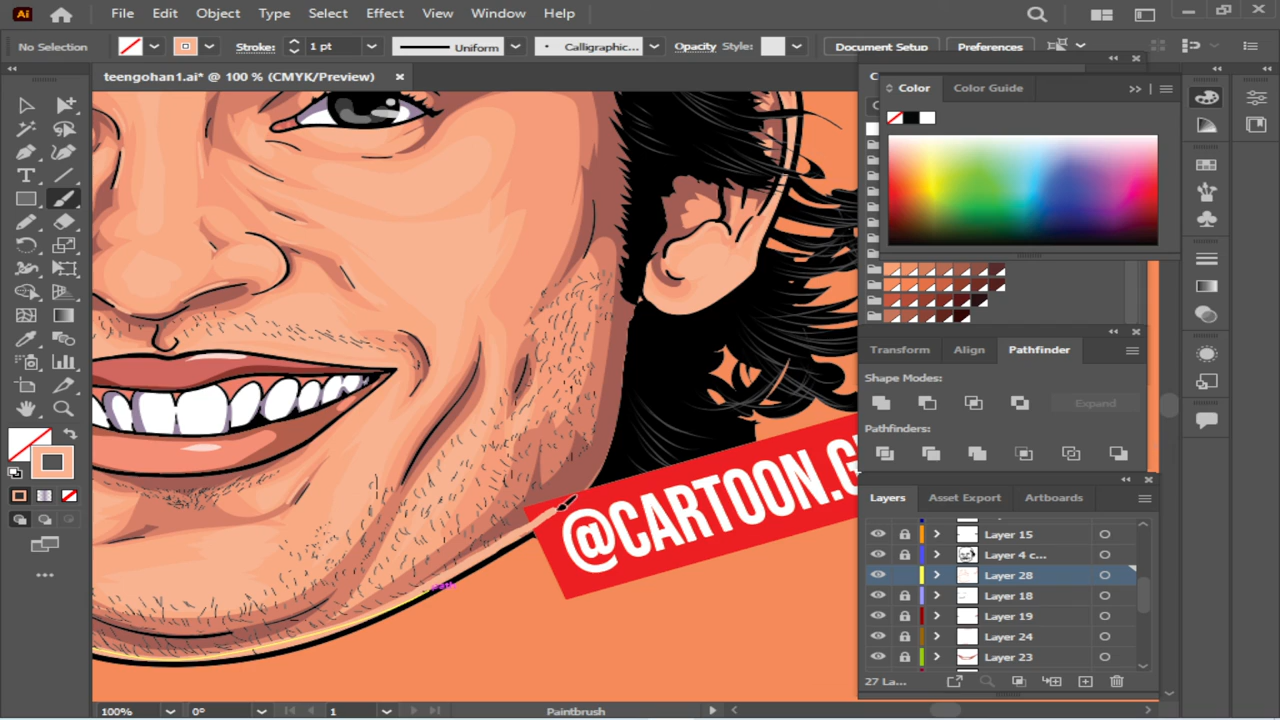 Ai
File Edit Object Type Select Effect View Window Help
No Selection
Stroke:
1 pt
Uniform
Calligraphic...
Opacity
Style:
Document Setup
Preferences
teengohan1.ai* @ 100 % (CMYK/Preview)
Color
Color Guide
Transform
Align
Pathfinder
Shape Modes:
Expand
Pathfinders:
Layers
Asset Export
Artboards
Layer 15
Layer 4 c...
Layer 28
Layer 18
Layer 19
Layer 24
Layer 23
27 La...
@CARTOON.G
path
100%
0°
1
Paintbrush